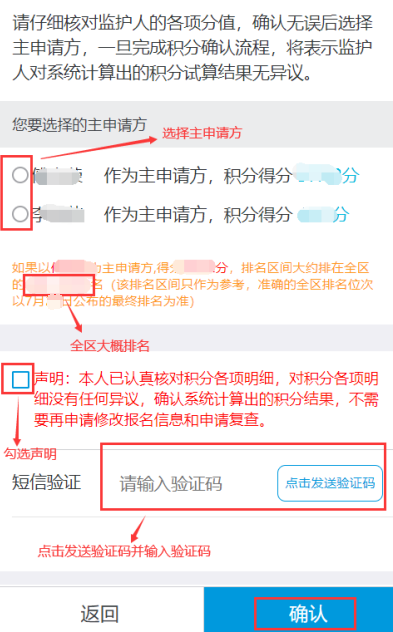 请仔细核对监护人的各项分值，确认无误后选择
主申请方，一旦完成积分确认流程，将表示监护
人对系统计算出的积分试算结果无异议。
您要选择的主申请方
选择主申请方
作为主申请方，积分得分 分
李 作为主申请方，积分得分 分
如果以 为主申请方,得分 分，排名区间大约排在全区
的 名（该排名区间只作为参考，准确的全区排名位次
以7月 日公布的最终排名为准）
全区大概排名
声明：本人已认真核对积分各项明细，对积分各项明
细没有任何异议，确认系统计算出的积分结果，不需
要再申请修改报名信息和申请复查。
勾选声明
短信验证 请输入验证码 点击发送验证码
点击发送验证码并输入验证码
返回 确认